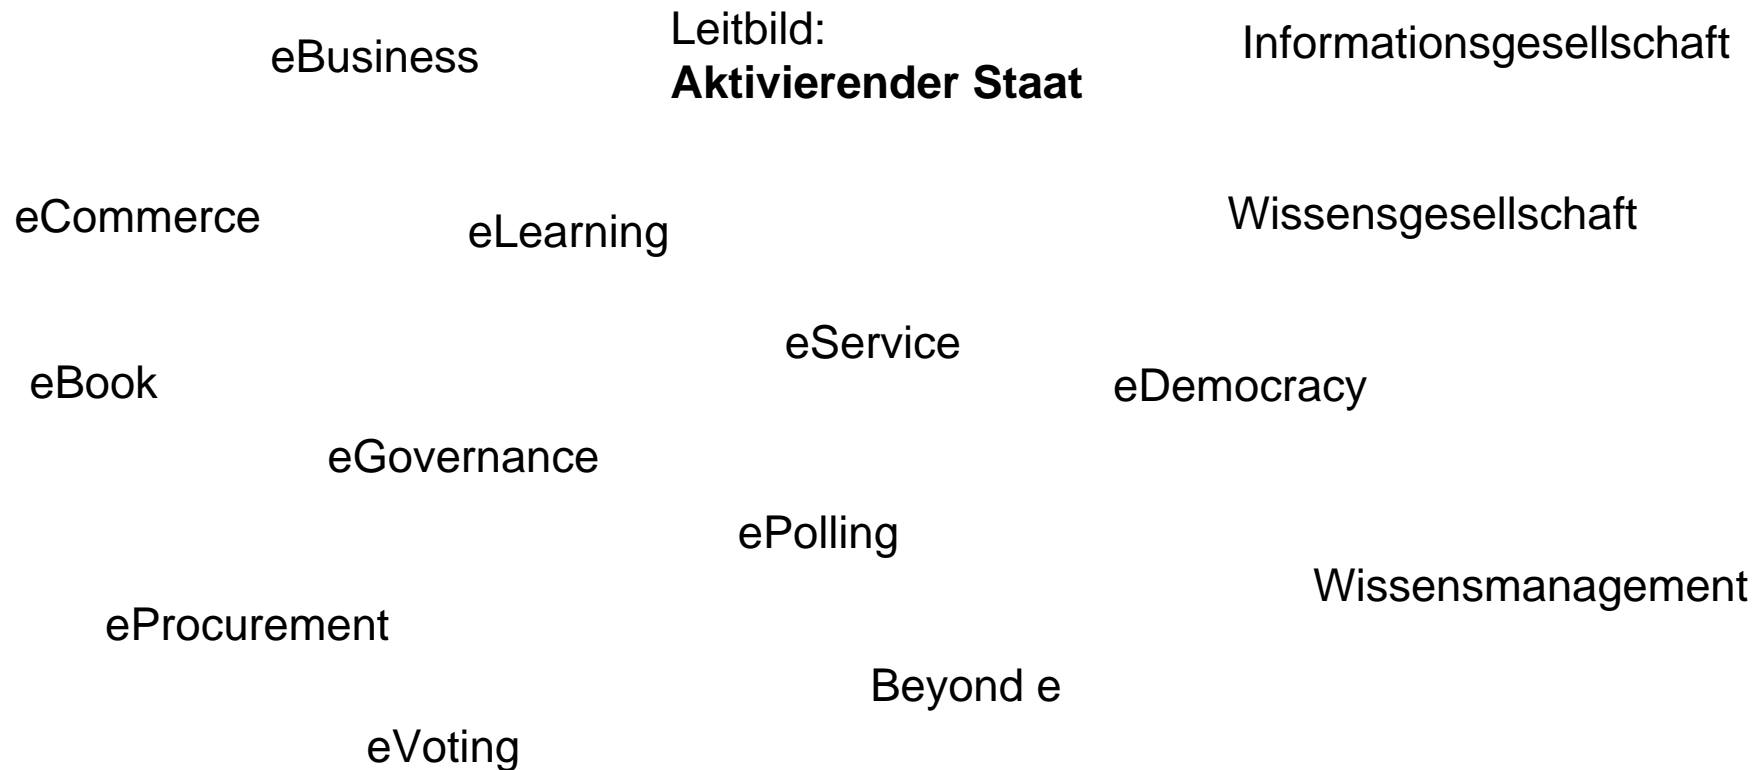 Leitbild:
Aktivierender Staat
eBusiness
Informationsgesellschaft
eCommerce
eLearning
Wissensgesellschaft
eService
eBook
eDemocracy
eGovernance
ePolling
Wissensmanagement
eProcurement
Beyond e
eVoting